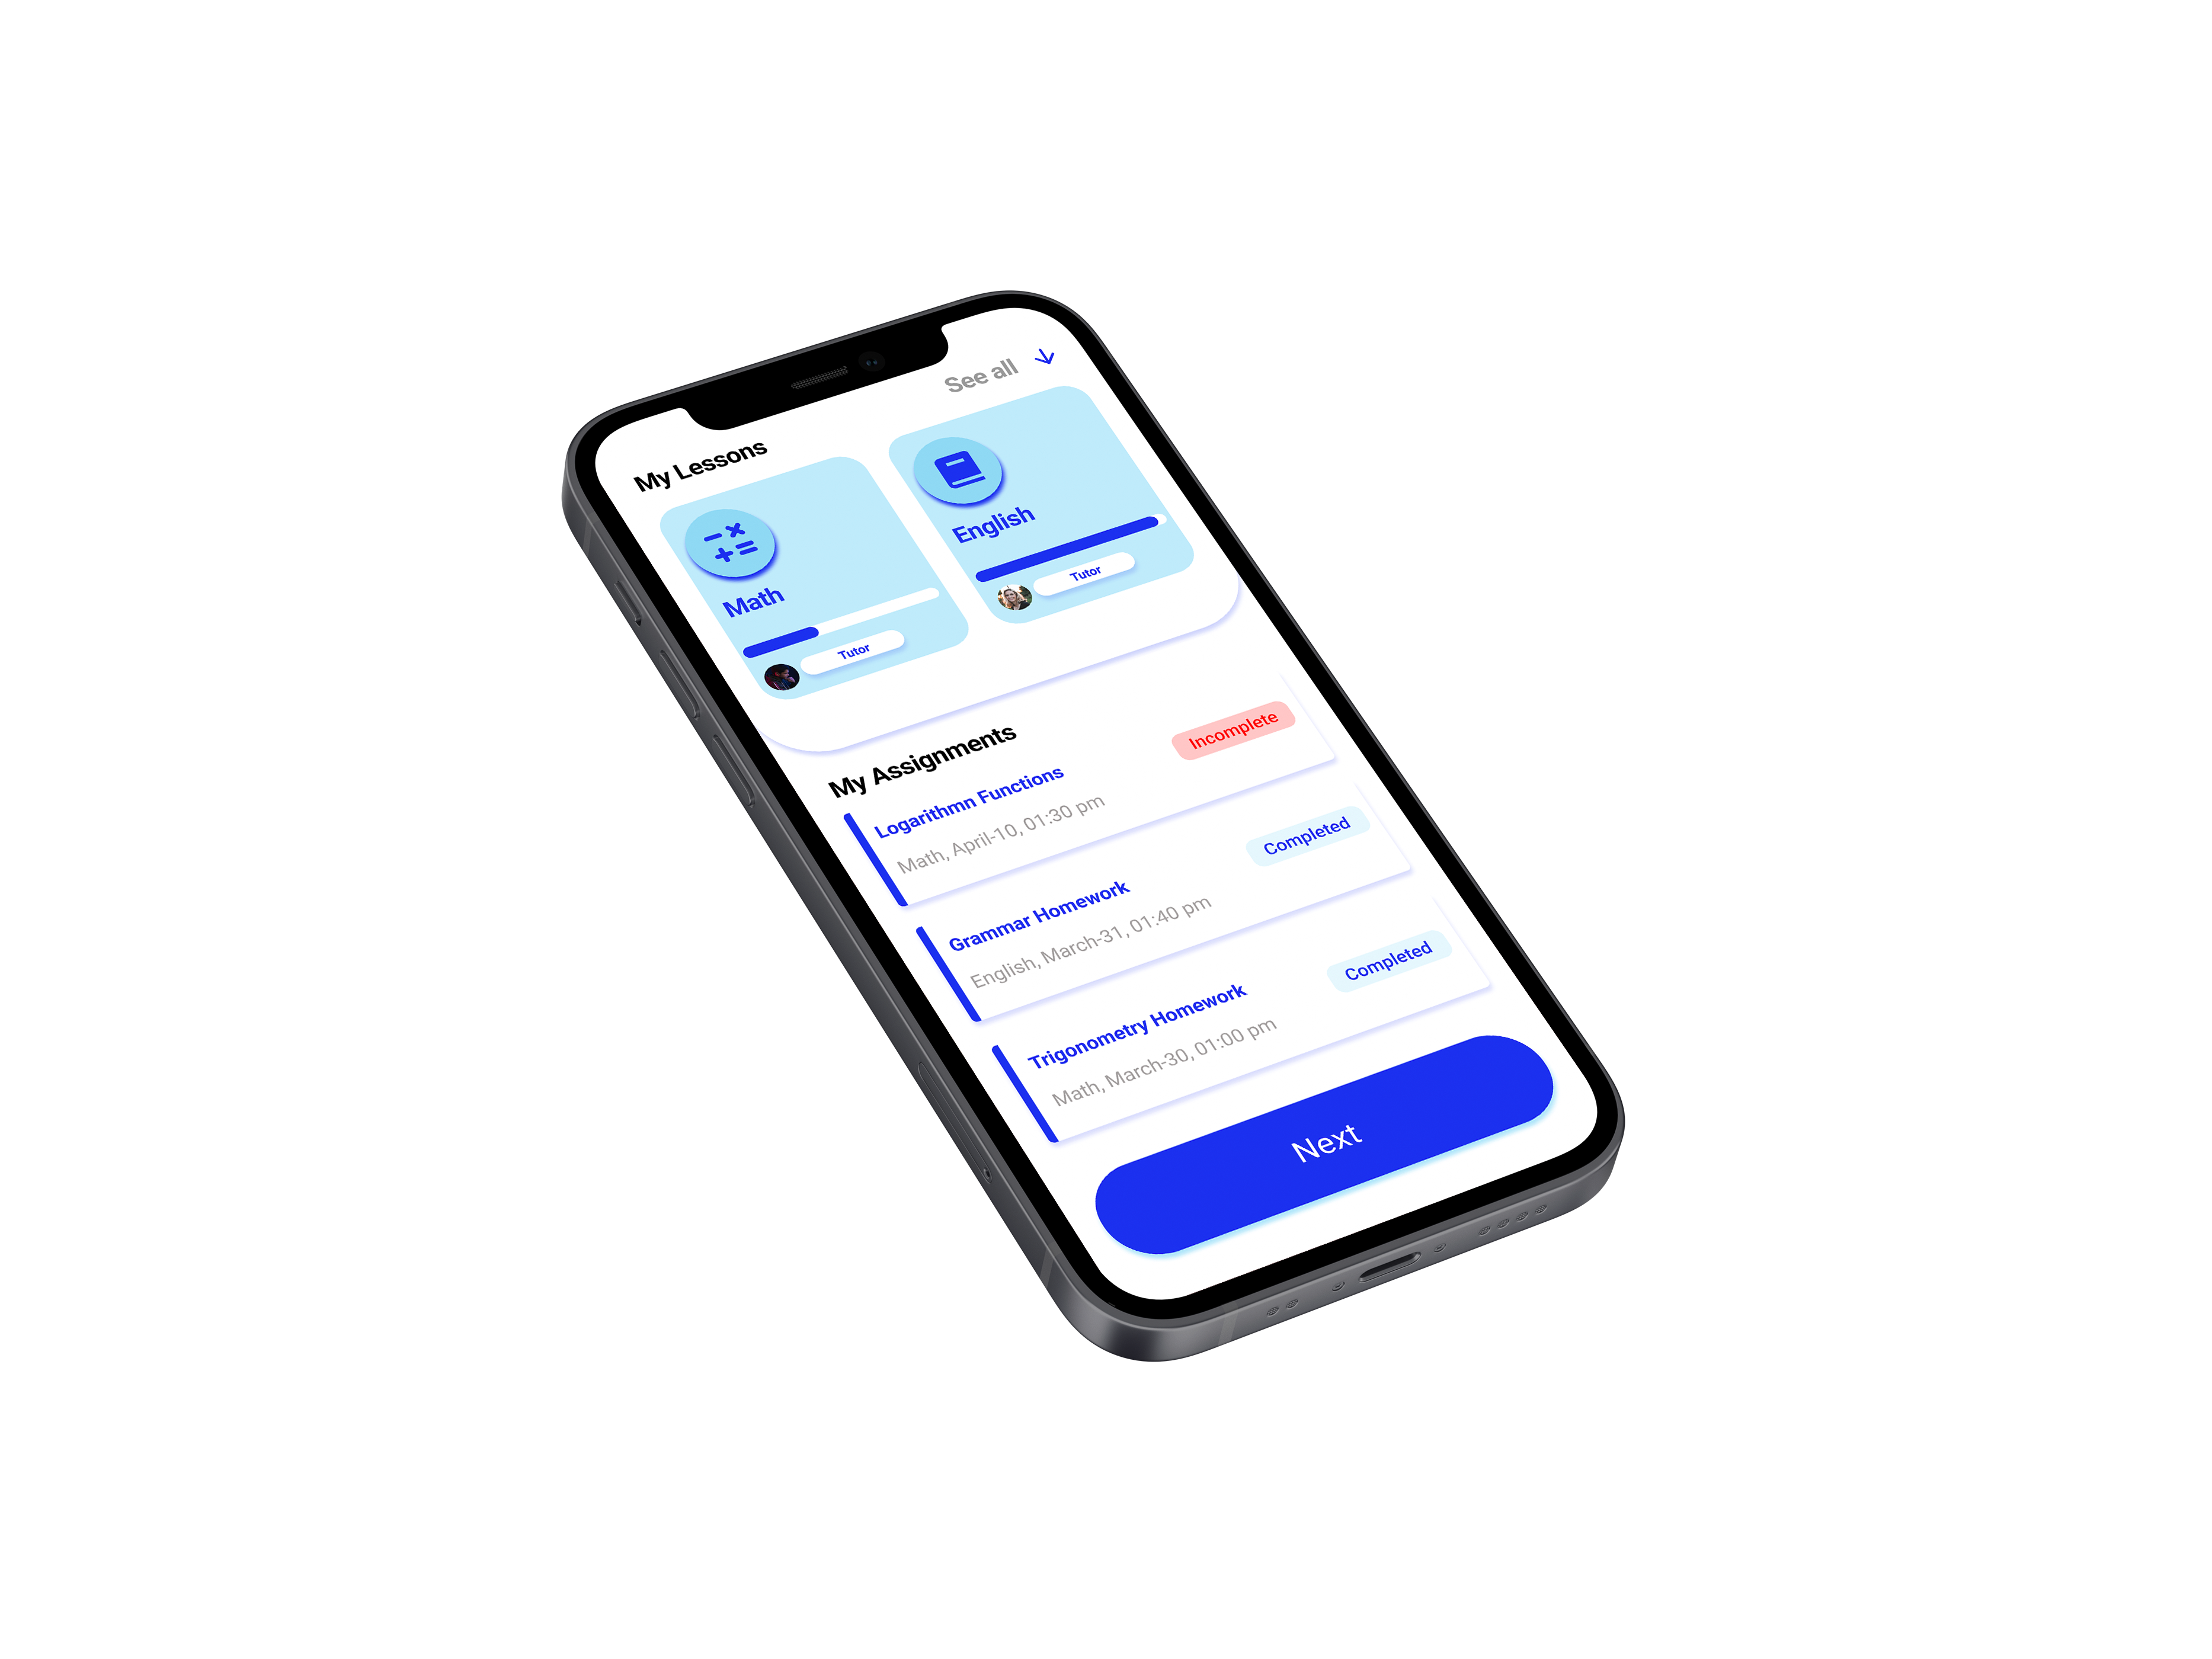 My Lessons
See all
Math
Tutor
English
Tutor
My Assignments
Logarithmn Functions
Math, April-10, 01:30 pm
Incomplete
Grammar Homework
English, March-31, 01:40 pm
Completed
Trigonometry Homework
Math, March-30, 01:00 pm
Completed
Next